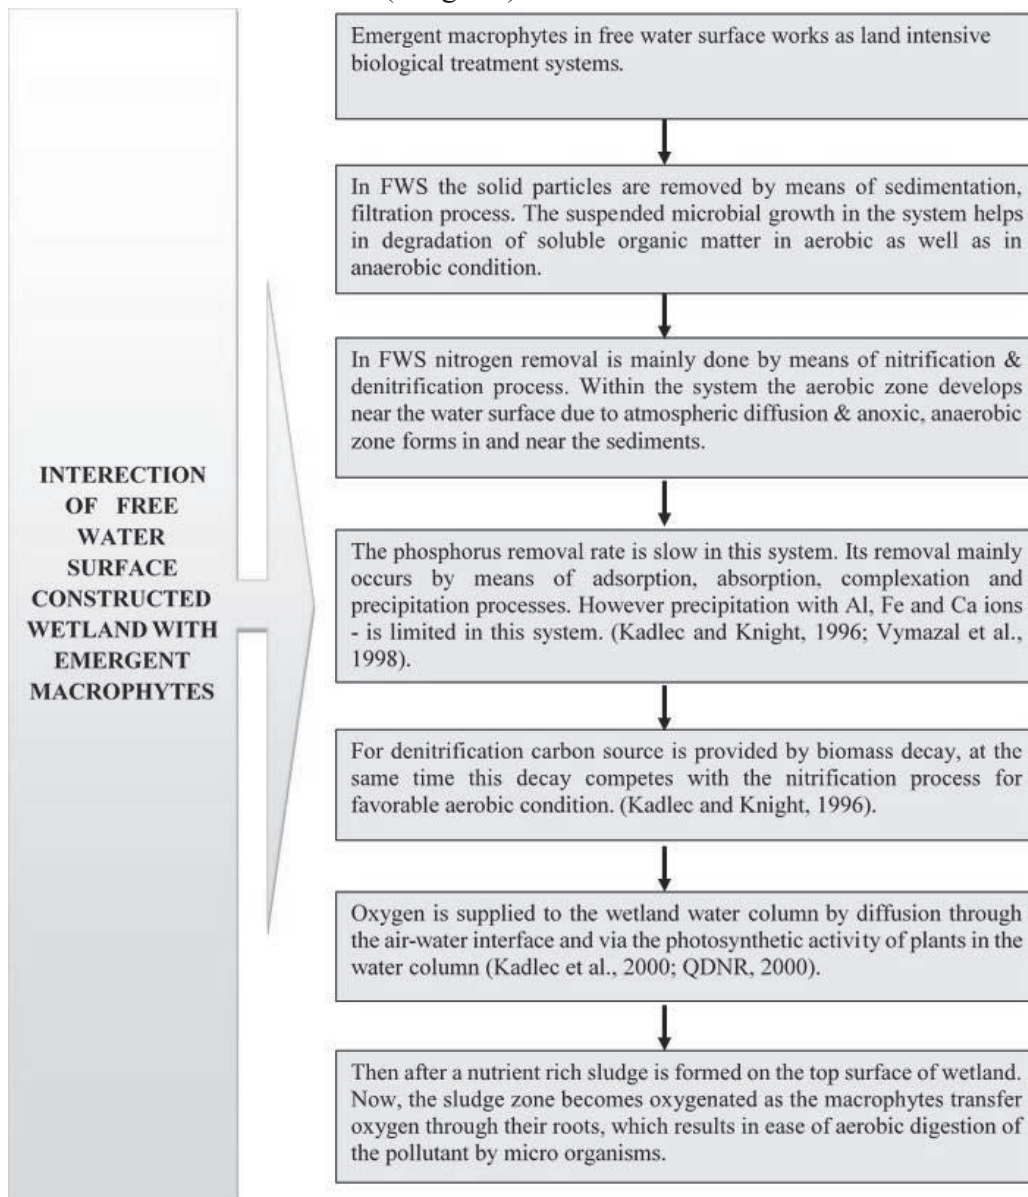 Emergent macrophytes in free water surface works as land intensive
biological treatment systems.
In FWS the solid particles are removed by means of sedimentation,
filtration process. The suspended microbial growth in the system helps
in degradation of soluble organic matter in aerobic as well as in
anaerobic condition.
In FWS nitrogen removal is mainly done by means of nitrification &
denitrification process. Within the system the aerobic zone develops
near the water surface due to atmospheric diffusion & anoxic, anaerobic
zone forms in and near the sediments.
INTERECTION
OF FREE
WATER
SURFACE
CONSTRUCTED
WETLAND WITH
EMERGENT
MACROPHYTES
The phosphorus removal rate is slow in this system. Its removal mainly
occurs by means of adsorption, absorption, complexation and
precipitation processes. However precipitation with Al, Fe and Ca ions
- is limited in this system. (Kadlec and Knight, 1996; Vymazal et al.,
1998).
For denitrification carbon source is provided by biomass decay, at the
same time this decay competes with the nitrification process for
favorable aerobic condition. (Kadlec and Knight, 1996).
Oxygen is supplied to the wetland water column by diffusion through
the air-water interface and via the photosynthetic activity of plants in the
water column (Kadlec et al., 2000; QDNR, 2000).
Then after a nutrient rich sludge is formed on the top surface of wetland.
Now, the sludge zone becomes oxygenated as the macrophytes transfer
oxygen through their roots, which results in ease of aerobic digestion of
the pollutant by micro organisms.